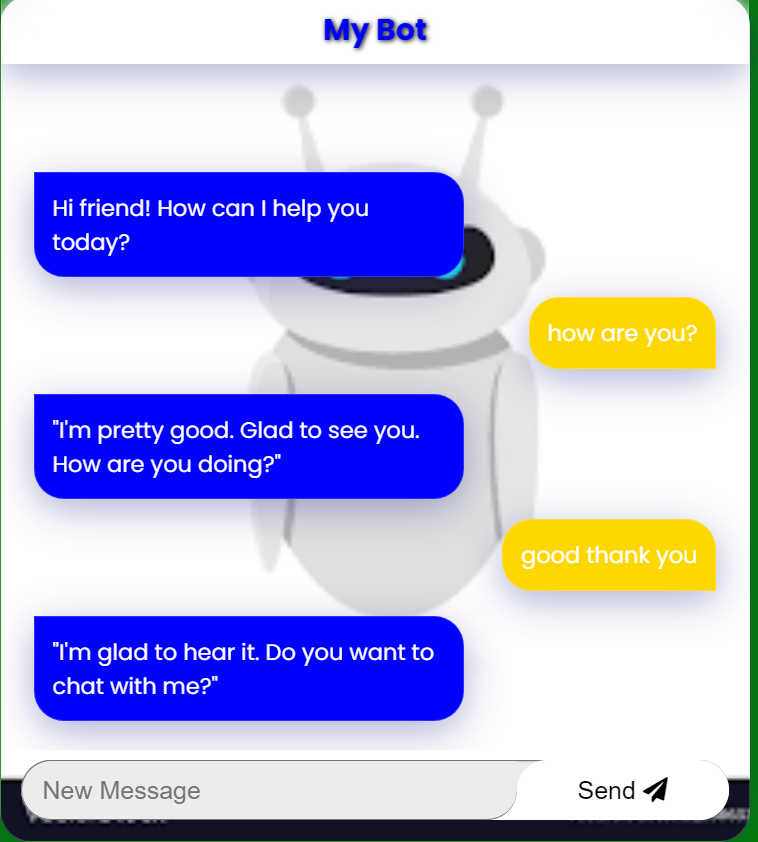 My Bot
Hi friend! How can I help you
today?
how are you?
"I'm pretty good. Glad to see you.
How are you doing?"
good thank you
"I'm glad to hear it. Do you want to
chat with me?"
New Message
Send